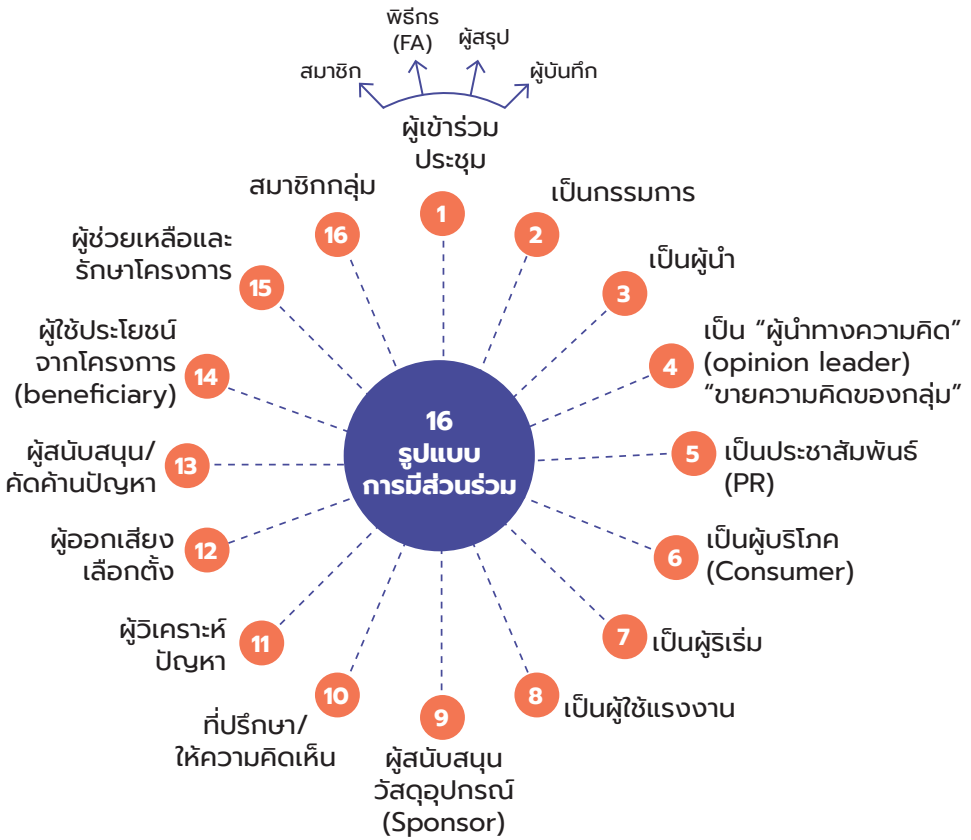 พิธีกร
(FA)
ผู้สรุป
สมาชิก
ผู้บันทึก
ผู้เข้าร่วม
ประชุม
1
เป็นกรรมการ
2
เป็นผู้นำ
3
เป็น “ผู้นำทางความคิด”
(opinion leader)
“ขายความคิดของกลุ่ม”
4
เป็นประชาสัมพันธ์
(PR)
5
เป็นผู้บริโภค
(Consumer)
6
เป็นผู้ริเริ่ม
7
เป็นผู้ใช้แรงงาน
8
9
ผู้สนับสนุน
วัสดุอุปกรณ์
(Sponsor)
10
ที่ปรึกษา/
ให้ความคิดเห็น
11
ผู้วิเคราะห์
ปัญหา
12
ผู้ออกเสียง
เลือกตั้ง
13
ผู้สนับสนุน/
คัดค้านปัญหา
14
ผู้ใช้ประโยชน์
จากโครงการ
(beneficiary)
15
ผู้ช่วยเหลือและ
รักษาโครงการ
16
สมาชิกกลุ่ม
16
รูปแบบ
การมีส่วนร่วม